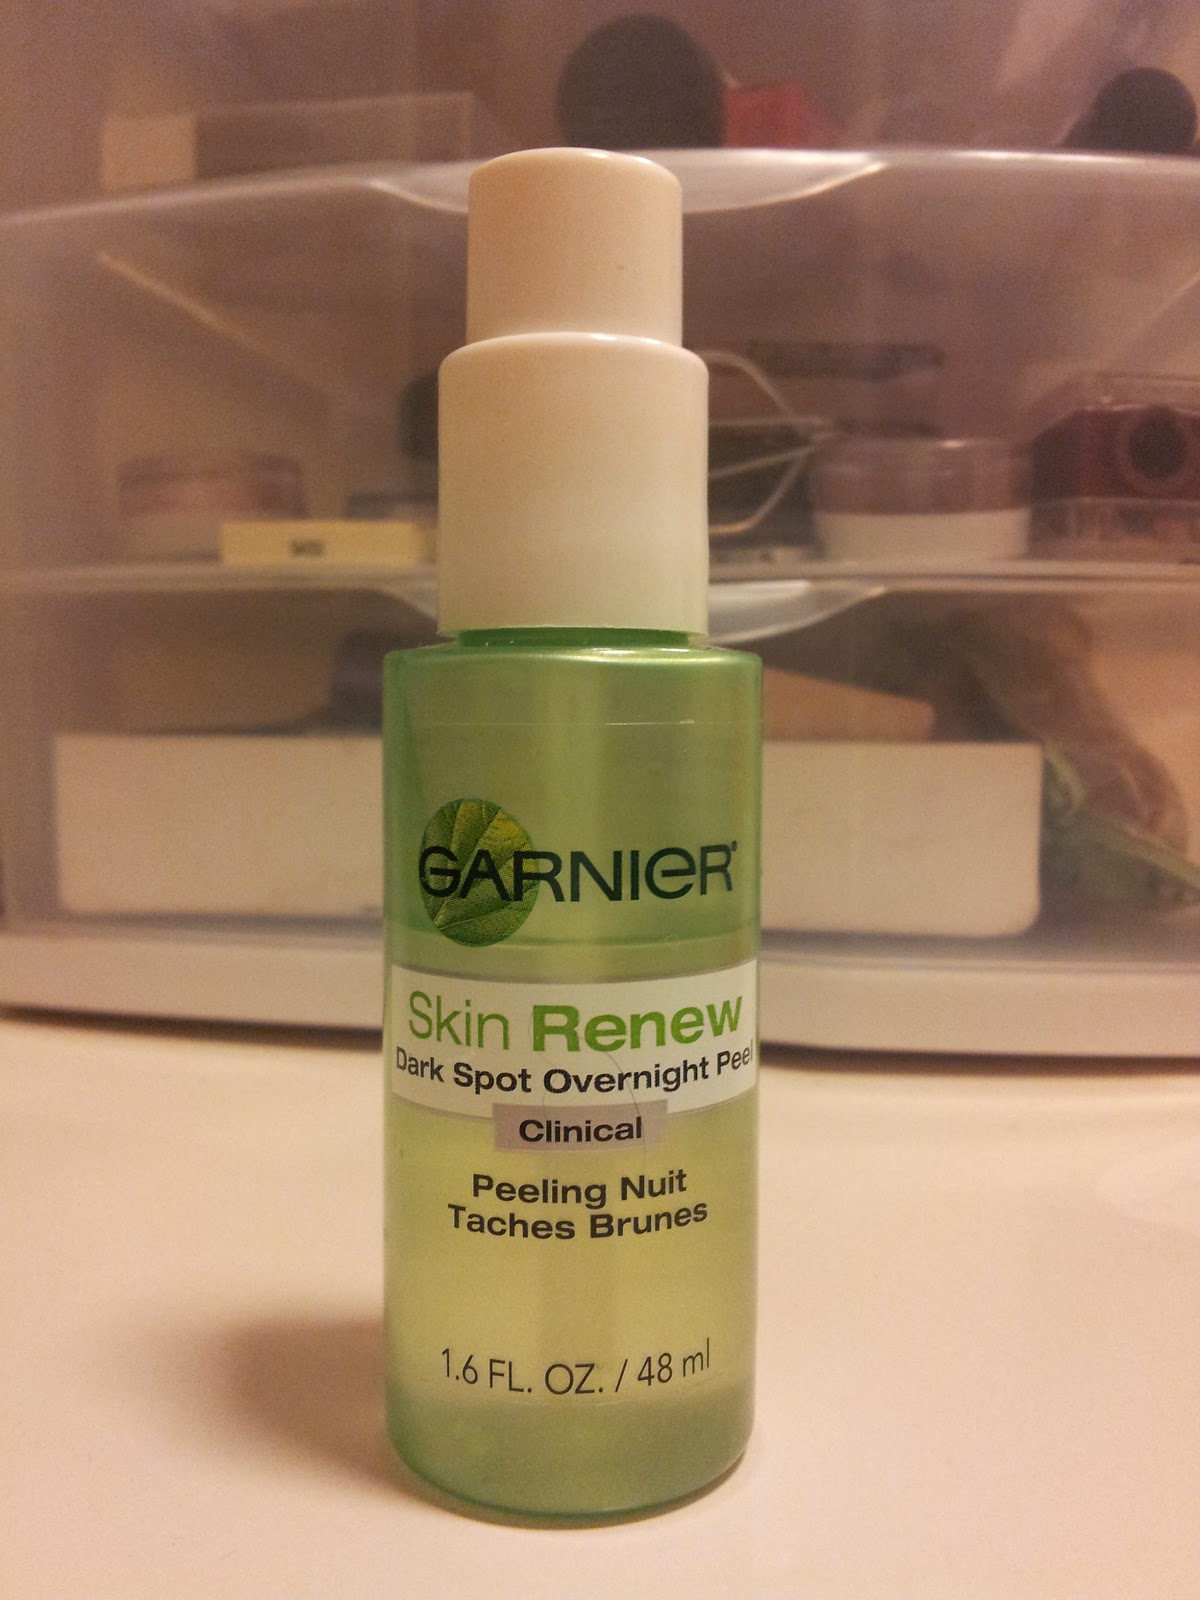 GARNIER®
Skin Renew
Dark Spot Overnight Peel
Clinical
Peeling Nuit
Taches Brunes
1.6 FL. OZ. / 48 ml